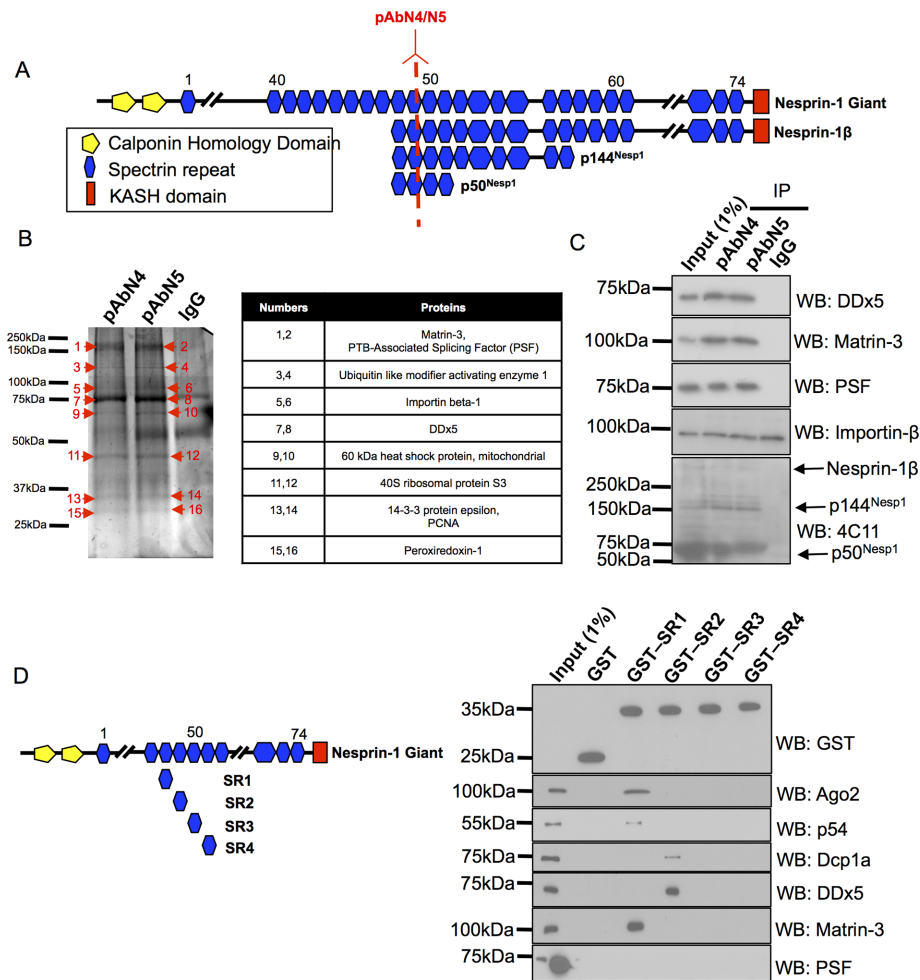 pAbN4/N5
A
1
40
50
60
74
Nesprin-1 Giant
Nesprin-1β
p144Nesp1
p50Nesp1
Calponin Homology Domain
Spectrin repeat
KASH domain
B
pAbN4
pAbN5
IgG
250kDa
150kDa
100kDa
75kDa
50kDa
37kDa
25kDa
1
2
3
4
5
6
7
8
9
10
11
12
13
14
15
16
Numbers Proteins
1,2 Matrin-3,
PTB-Associated Splicing Factor (PSF)
3,4 Ubiquitin like modifier activating enzyme 1
5,6 Importin beta-1
7,8 DDx5
9,10 60 kDa heat shock protein, mitochondrial
11,12 40S ribosomal protein S3
13,14 14-3-3 protein epsilon,
PCNA
15,16 Peroxiredoxin-1
C
IP
Input (1%)
pAbN4
pAbN5
IgG
75kDa WB: DDx5
100kDa WB: Matrin-3
75kDa WB: PSF
100kDa WB: Importin-β
Nesprin-1β
250kDa
150kDa p144Nesp1
WB: 4C11
75kDa
50kDa p50Nesp1
D
1
50
74
Nesprin-1 Giant
SR1
SR2
SR3
SR4
Input (1%)
GST
GST–SR1
GST–SR2
GST–SR3
GST–SR4
35kDa
WB: GST
25kDa
100kDa WB: Ago2
55kDa WB: p54
75kDa WB: Dcp1a
75kDa WB: DDx5
100kDa WB: Matrin-3
75kDa WB: PSF